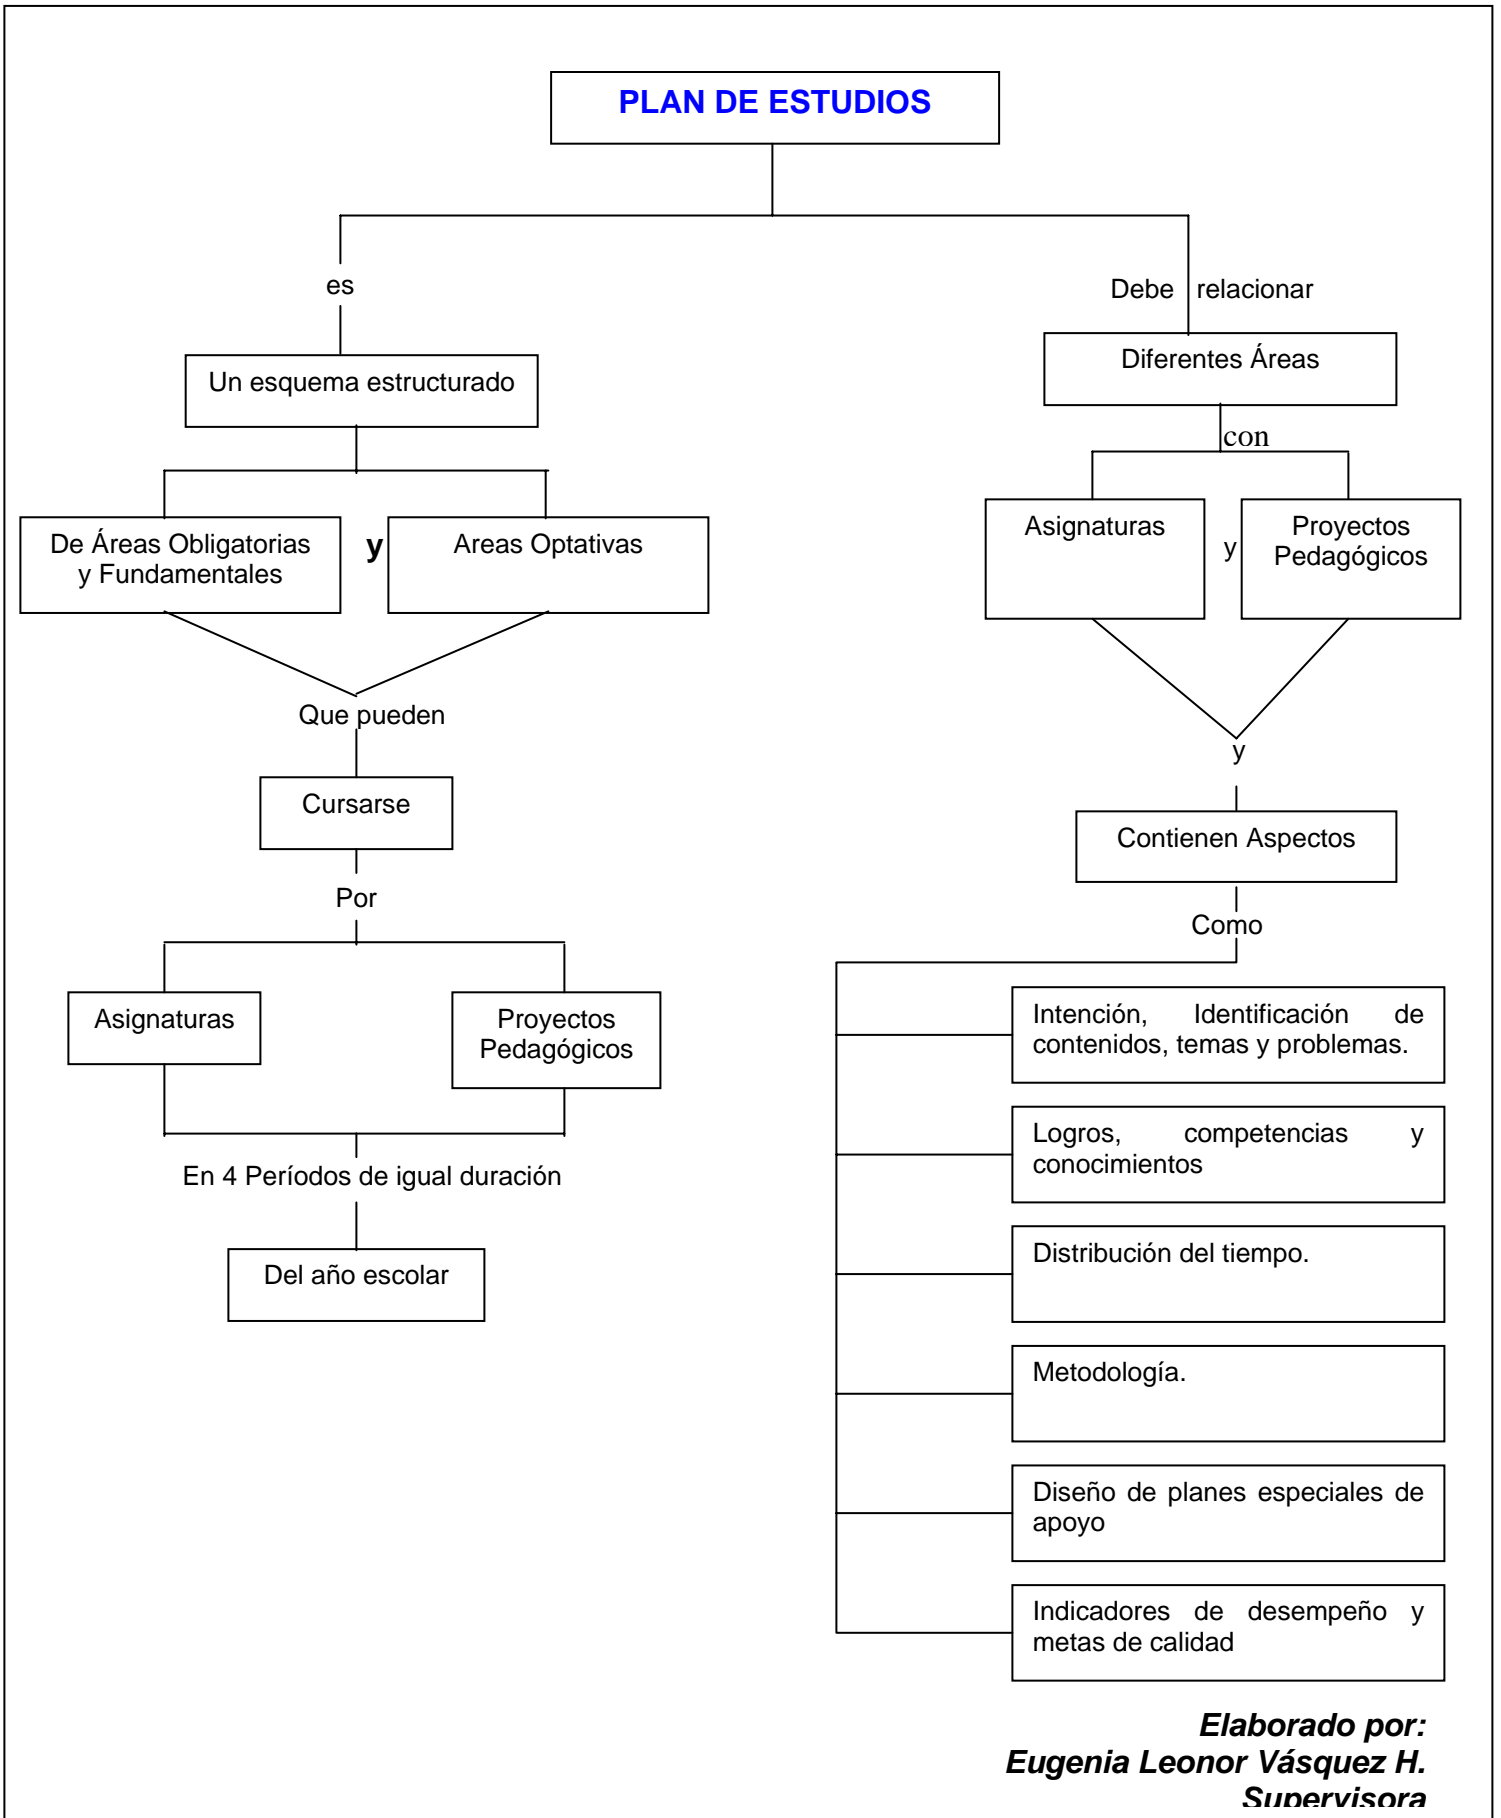 PLAN DE ESTUDIOS
es
Un esquema estructurado
De Áreas Obligatorias
y Fundamentales
y
Areas Optativas
Que pueden
Cursarse
Por
Asignaturas
Proyectos
Pedagógicos
En 4 Períodos de igual duración
Del año escolar
Debe relacionar
Diferentes Áreas
con
Asignaturas
y
Proyectos
Pedagógicos
y
Contienen Aspectos
Como
Intención, Identificación de
contenidos, temas y problemas.
Logros, competencias y
conocimientos
Distribución del tiempo.
Metodología.
Diseño de planes especiales de
apoyo
Indicadores de desempeño y
metas de calidad
Elaborado por:
Eugenia Leonor Vásquez H.
Supervisora